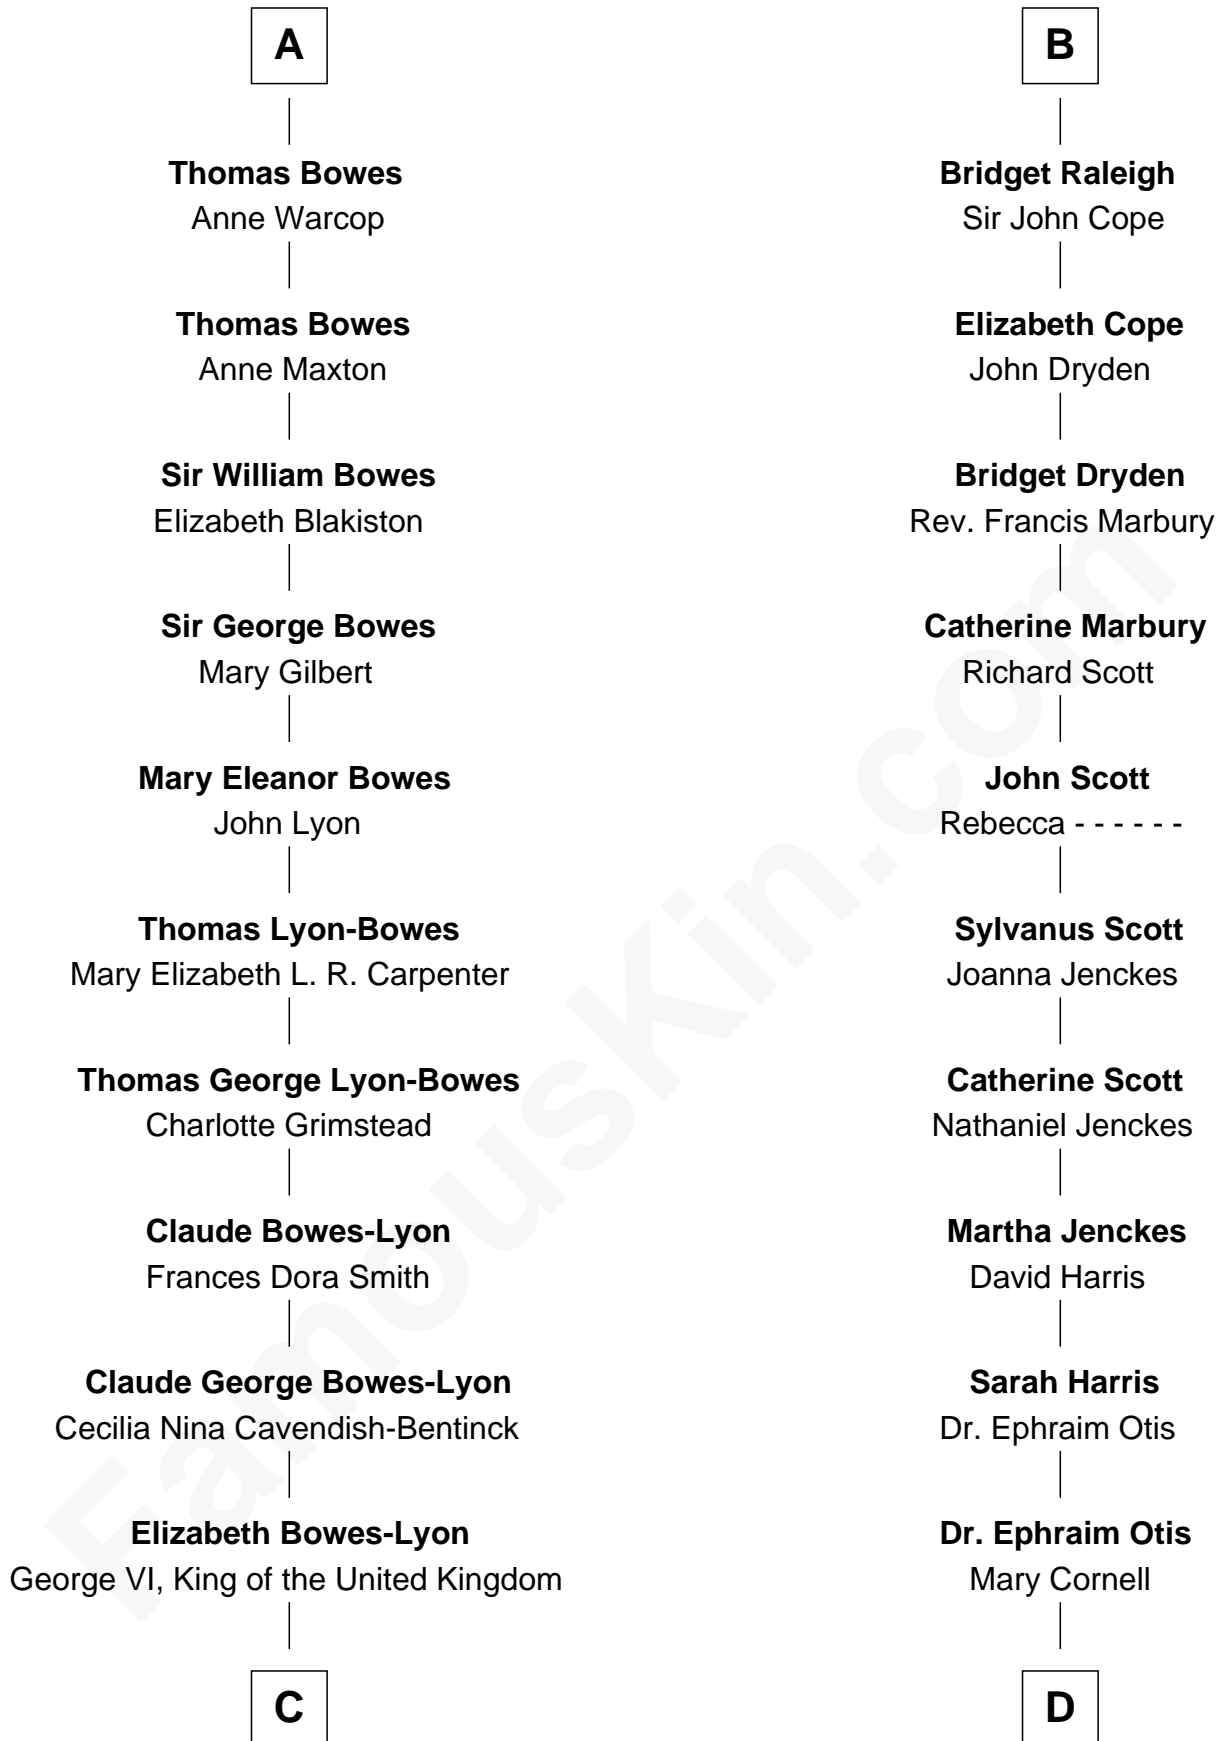 A
Thomas Bowes
Anne Warcop
Thomas Bowes
Anne Maxton
Sir William Bowes
Elizabeth Blakiston
Sir George Bowes
Mary Gilbert
Mary Eleanor Bowes
John Lyon
Thomas Lyon-Bowes
Mary Elizabeth L. R. Carpenter
Thomas George Lyon-Bowes
Charlotte Grimstead
Claude Bowes-Lyon
Frances Dora Smith
Claude George Bowes-Lyon
Cecilia Nina Cavendish-Bentinck
Elizabeth Bowes-Lyon
George VI, King of the United Kingdom
C
B
Bridget Raleigh
Sir John Cope
Elizabeth Cope
John Dryden
Bridget Dryden
Rev. Francis Marbury
Catherine Marbury
Richard Scott
John Scott
Rebecca - - - - - -
Sylvanus Scott
Joanna Jenckes
Catherine Scott
Nathaniel Jenckes
Martha Jenckes
David Harris
Sarah Harris
Dr. Ephraim Otis
Dr. Ephraim Otis
Mary Cornell
D
FamousKin.com